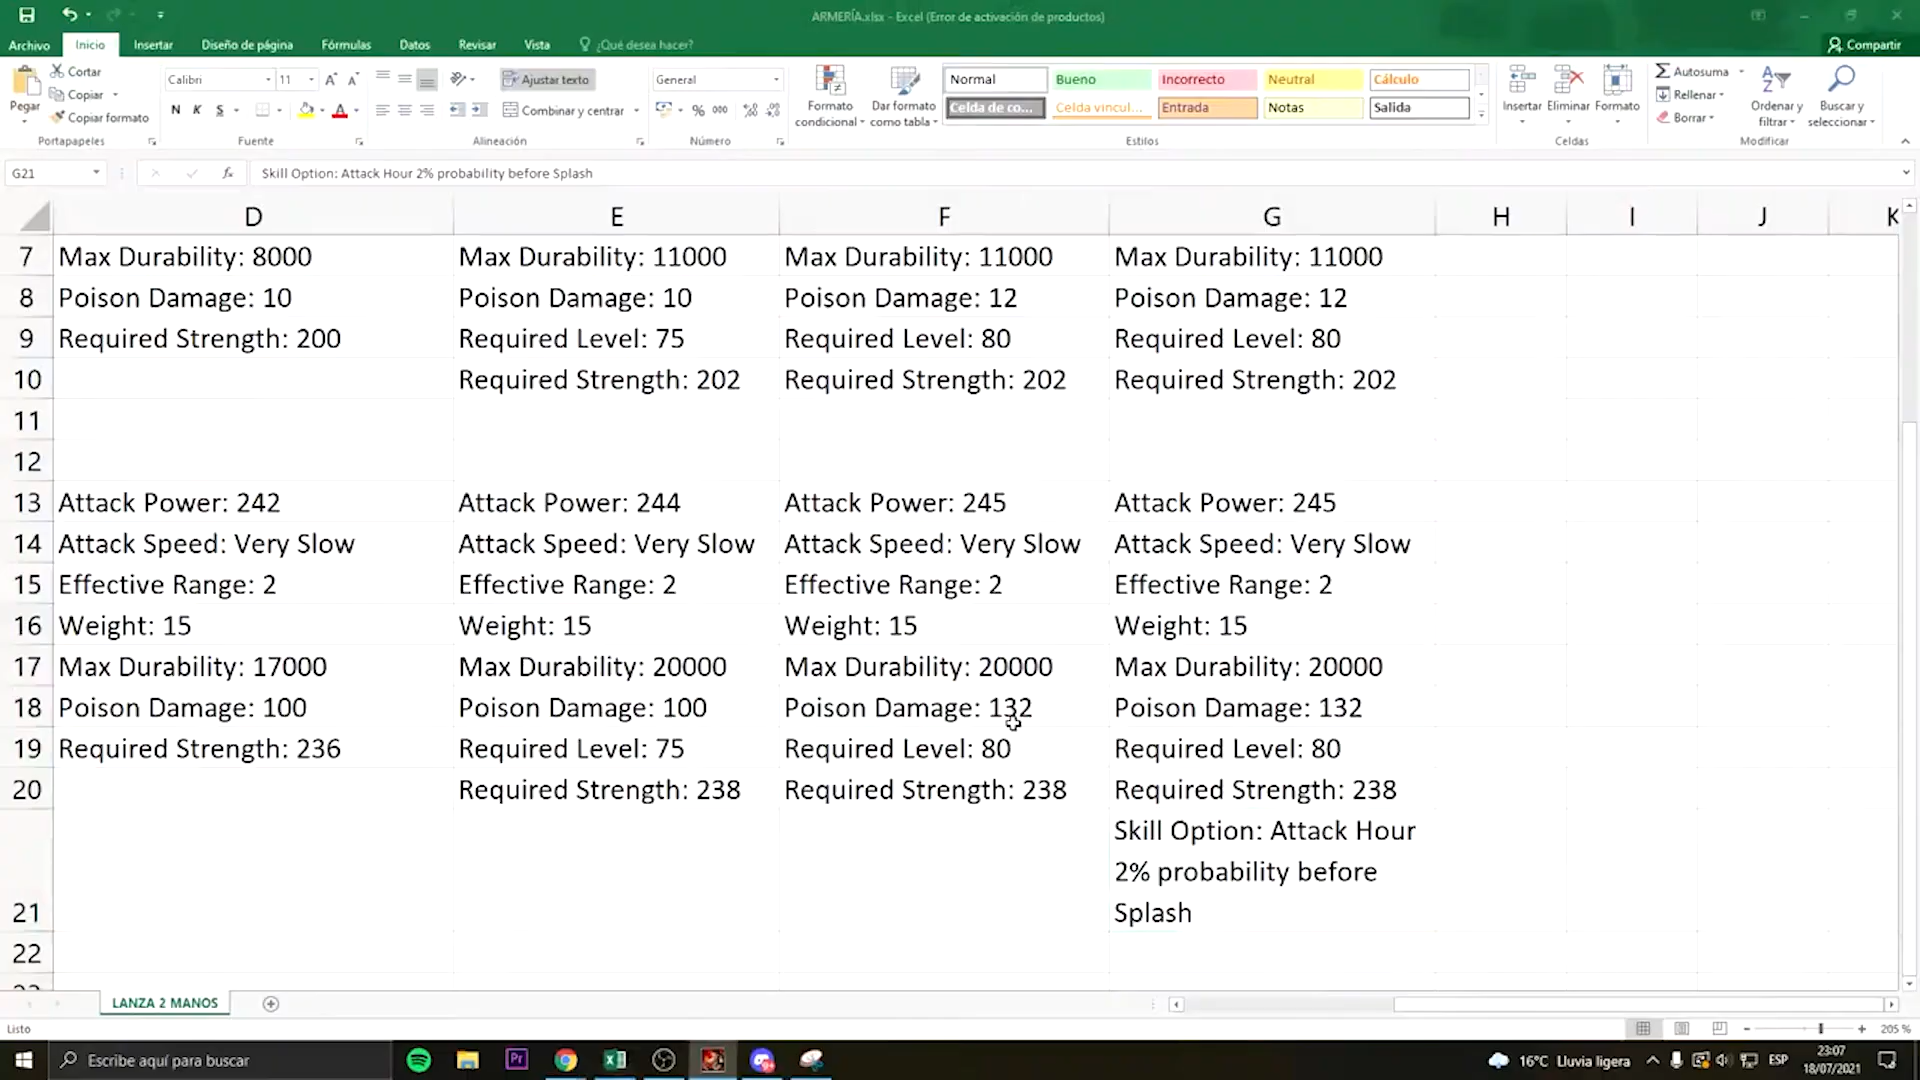 ARMERÍA.xlsx - Excel (Error de activación de productos)
Archivo Inicio Insertar Diseño de página Fórmulas Datos Revisar Vista ¿Qué desea hacer? Compartir
Pegar Cortar Copiar Copiar formato
Calibri 11
N K S
Ajustar texto
Combinar y centrar
General
% 000
Formato condicional
Dar formato como tabla
Normal Bueno Incorrecto Neutral Cálculo
Celda de co... Celda vincul... Entrada Notas Salida
Insertar Eliminar Formato
Autosuma
Rellenar
Borrar
Ordenar y filtrar
Buscar y seleccionar
Portapapeles Fuente Alineación Número Estilos Celdas Modificar
G21 fx Skill Option: Attack Hour 2% probability before Splash
D E F G H I J K
7 Max Durability: 8000 Max Durability: 11000 Max Durability: 11000 Max Durability: 11000
8 Poison Damage: 10 Poison Damage: 10 Poison Damage: 12 Poison Damage: 12
9 Required Strength: 200 Required Level: 75 Required Level: 80 Required Level: 80
10 Required Strength: 202 Required Strength: 202 Required Strength: 202
11
12
13 Attack Power: 242 Attack Power: 244 Attack Power: 245 Attack Power: 245
14 Attack Speed: Very Slow Attack Speed: Very Slow Attack Speed: Very Slow Attack Speed: Very Slow
15 Effective Range: 2 Effective Range: 2 Effective Range: 2 Effective Range: 2
16 Weight: 15 Weight: 15 Weight: 15 Weight: 15
17 Max Durability: 17000 Max Durability: 20000 Max Durability: 20000 Max Durability: 20000
18 Poison Damage: 100 Poison Damage: 100 Poison Damage: 132 Poison Damage: 132
19 Required Strength: 236 Required Level: 75 Required Level: 80 Required Level: 80
20 Required Strength: 238 Required Strength: 238 Required Strength: 238
Skill Option: Attack Hour
2% probability before
21 Splash
22
LANZA 2 MANOS
Listo 205 %
Escribe aquí para buscar
16°C Lluvia ligera ESP 23:07
18/07/2021